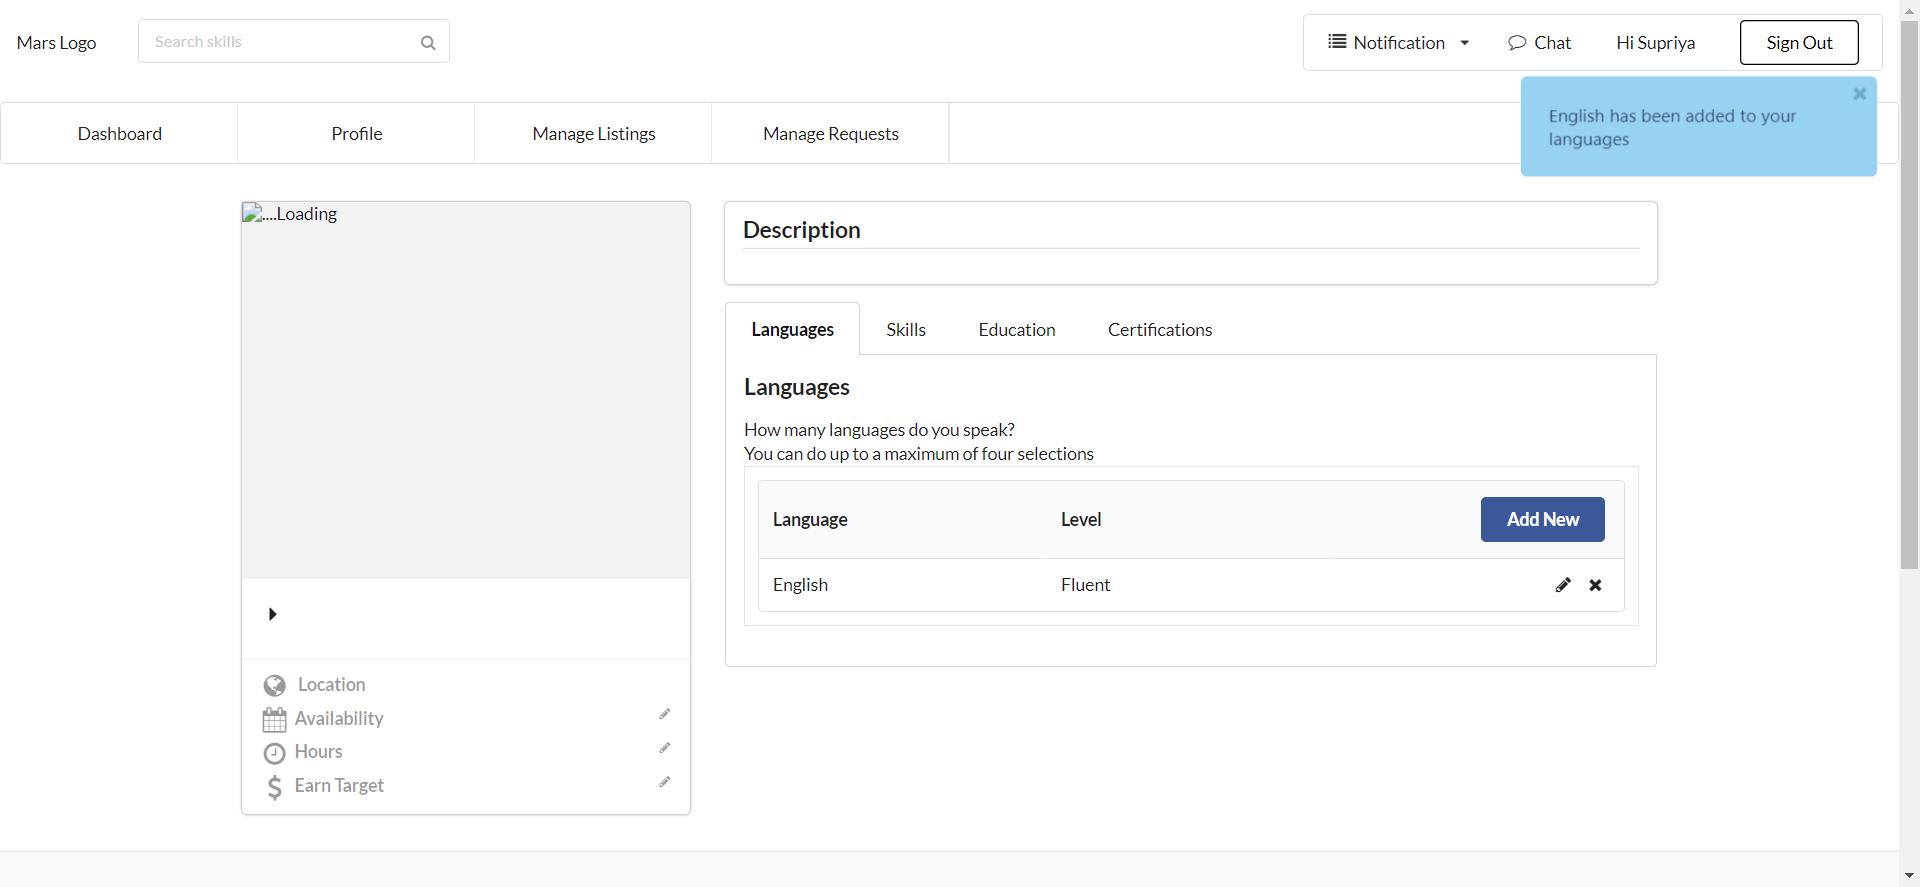 Mars Logo
Search skills
Notification
Chat
Hi Supriya
Sign Out
English has been added to your
languages
Dashboard
Profile
Manage Listings
Manage Requests
....Loading
Description
Languages
Skills
Education
Certifications
Languages
How many languages do you speak?
You can do up to a maximum of four selections
Language
Level
Add New
English
Fluent
Location
Availability
Hours
Earn Target